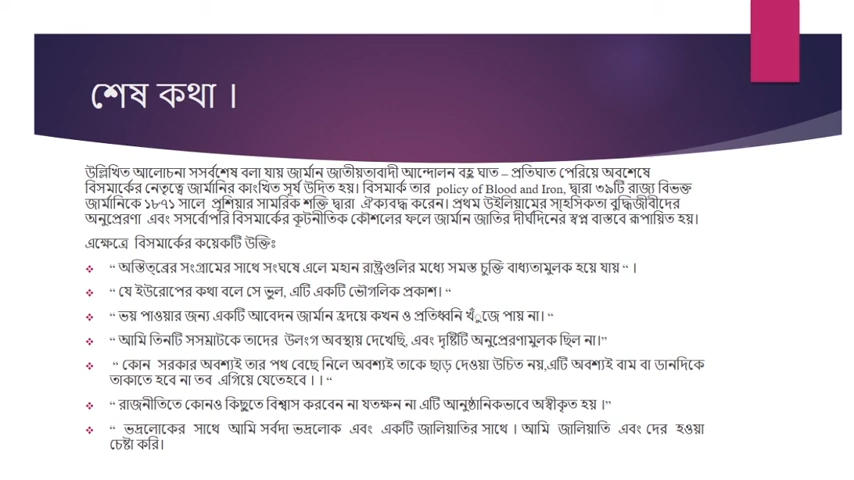 শেষ কথা ।
উল্লিখিত আলোচনা সসর্বশেষ বলা যায় জার্মান জাতীয়তাবাদী আন্দোলন বহু ঘাত – প্রতিঘাত পেরিয়ে অবশেষে
বিসমার্কের নেতৃত্বে জার্মানির কাংখিত সূর্য উদিত হয়। বিসমার্ক তার policy of Blood and Iron, দ্বারা ৩৯টি রাজ্য বিভক্ত
জার্মানিকে ১৮৭১ সালে প্রুশিয়ার সামরিক শক্তি দ্বারা ঐক্যবদ্ধ করেন। প্রথম উইলিয়ামের সাহসিকতা বুদ্ধিজীবীদের
অনুপ্রেরণা এবং সসর্বোপরি বিসমার্কের কূটনীতিক কৌশলের ফলে জার্মান জাতির দীর্ঘদিনের স্বপ্ন বাস্তবে রূপায়িত হয়।
এক্ষেত্রে বিসমার্কের কয়েকটি উক্তিঃ
“ অস্তিত্বের সংগ্রামের সাথে সংঘষে এলে মহান রাষ্ট্রগুলির মধ্যে সমস্ত চুক্তি বাধ্যতামুলক হয়ে যায় “ ।
“ যে ইউরোপের কথা বলে সে ভুল, এটি একটি ভৌগলিক প্রকাশ। “
“ ভয় পাওয়ার জন্য একটি আবেদন জার্মান হৃদয়ে কখন ও প্রতিধ্বনি খঁুজে পায় না। “
“ আমি তিনটি সসম্রাটকে তাদের উলংগ অবস্থায় দেখেছি, এবং দৃষ্টিটি অনুপ্রেরণামুলক ছিল না।”
“ কোন সরকার অবশ্যই তার পথ বেছে নিলে অবশ্যই তাকে ছাড় দেওয়া উচিত নয়,এটি অবশ্যই বাম বা ডানদিকে
তাকাতে হবে না তব এগিয়ে যেতেহবে । । “
“ রাজনীতিতে কোনও কিছুতে বিশ্বাস করবেন না যতক্ষন না এটি আনুষ্ঠানিকভাবে অস্বীকৃত হয় ।”
“ ভদ্রলোকের সাথে আমি সর্বদা ভদ্রলোক এবং একটি জালিয়াতির সাথে । আমি জালিয়াতি এবং দের হওয়া
চেষ্টা করি।